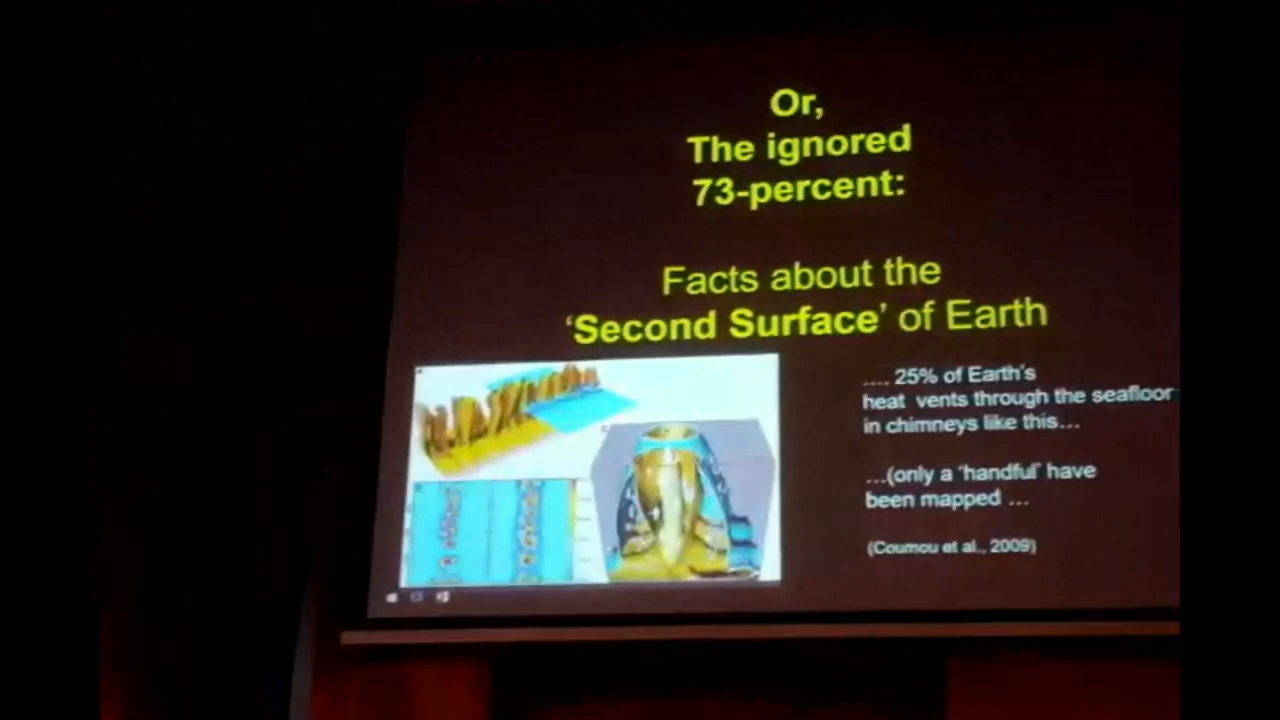 Or,
The ignored
73-percent:
Facts about the
‘Second Surface’ of Earth
.... 25% of Earth's
heat vents through the seafloor
in chimneys like this...
...(only a ‘handful’ have
been mapped ...
(Coumou et al., 2009)